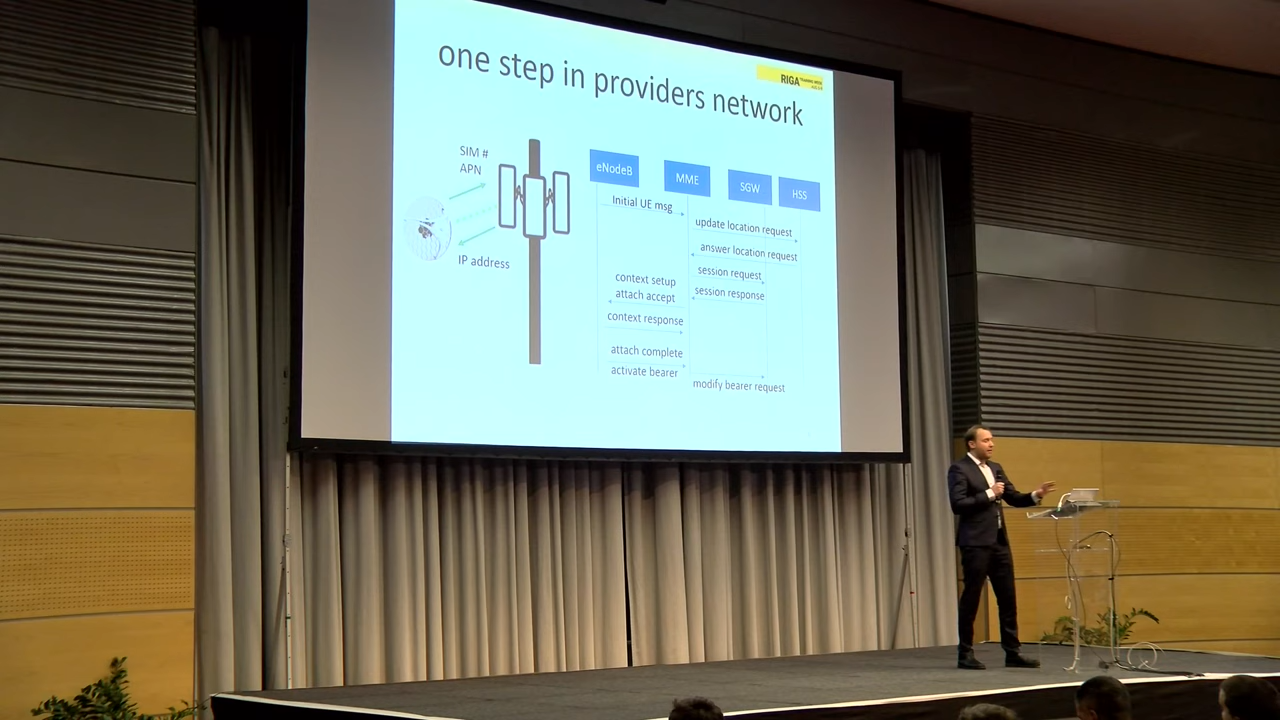 one step in providers network
RIGA TRAINING WEEK
SIM #
APN
IP address
eNodeB
MME
SGW
HSS
Initial UE msg
update location request
answer location request
session request
context setup
session response
attach accept
context response
attach complete
activate bearer
modify bearer request